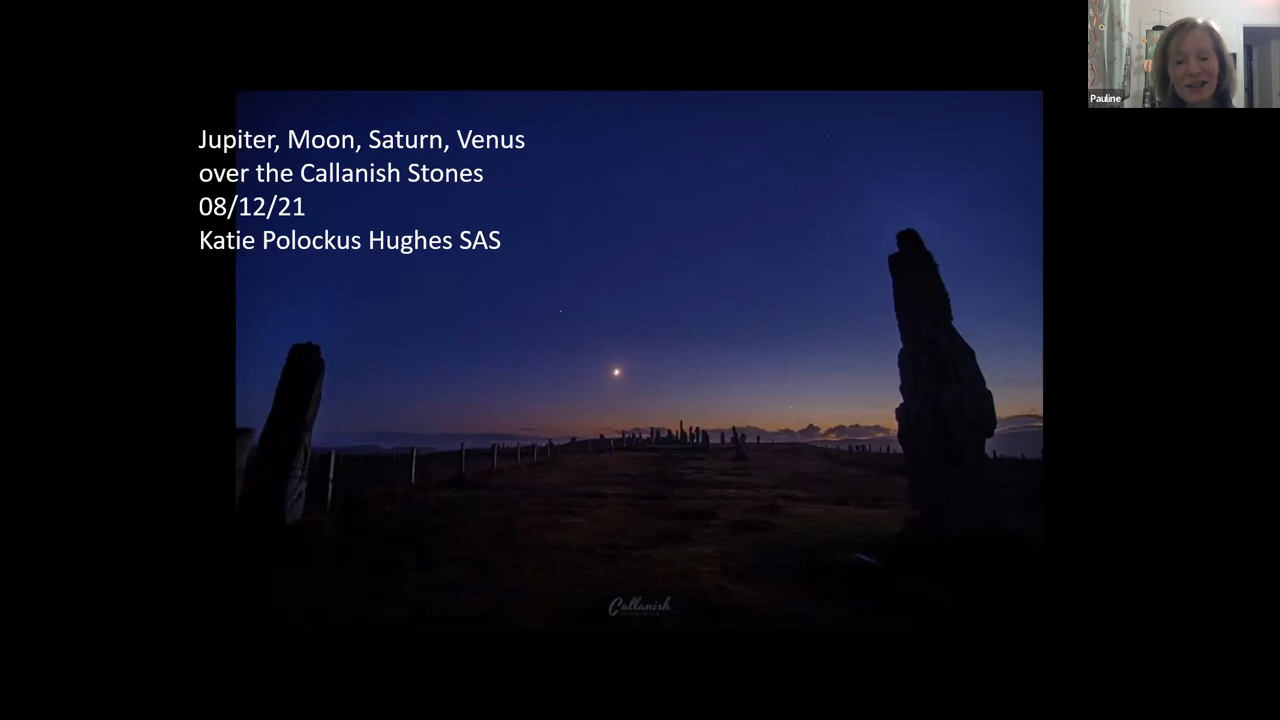 Jupiter, Moon, Saturn, Venus
over the Callanish Stones
08/12/21
Katie Polockus Hughes SAS
Pauline
Callanish